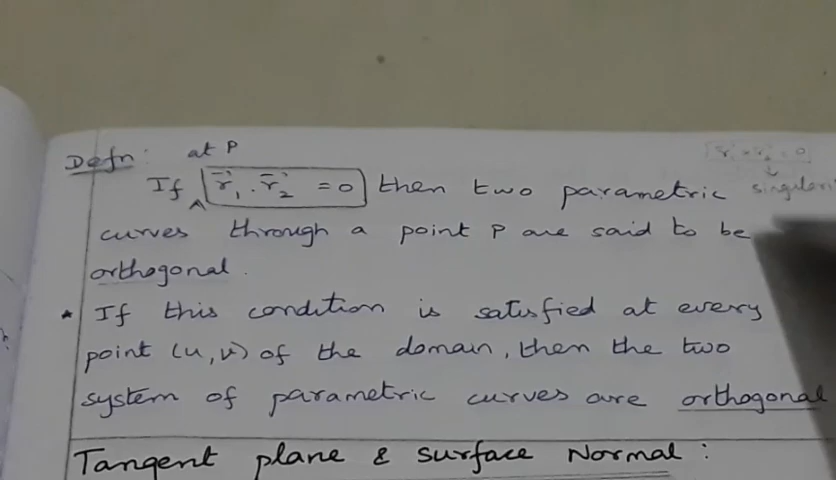 Defn: at P
If r̄₁ · r̄₂ = 0 then two parametric
curves through a point P are said to be
orthogonal.
* If this condition is satisfied at every
point (u, v) of the domain, then the two
system of parametric curves are orthogonal
Tangent plane & surface Normal :